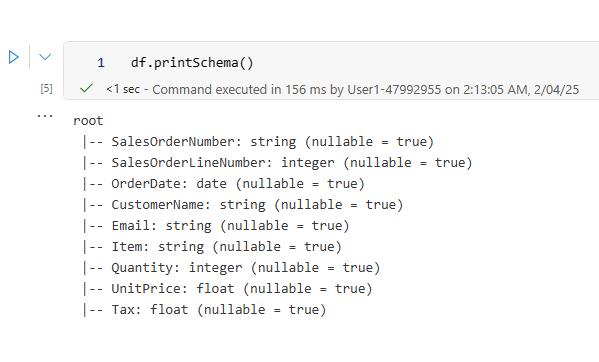 1 df.printSchema()
[5] <1 sec - Command executed in 156 ms by User1-47992955 on 2:13:05 AM, 2/04/25
... root
|-- SalesOrderNumber: string (nullable = true)
|-- SalesOrderLineNumber: integer (nullable = true)
|-- OrderDate: date (nullable = true)
|-- CustomerName: string (nullable = true)
|-- Email: string (nullable = true)
|-- Item: string (nullable = true)
|-- Quantity: integer (nullable = true)
|-- UnitPrice: float (nullable = true)
|-- Tax: float (nullable = true)